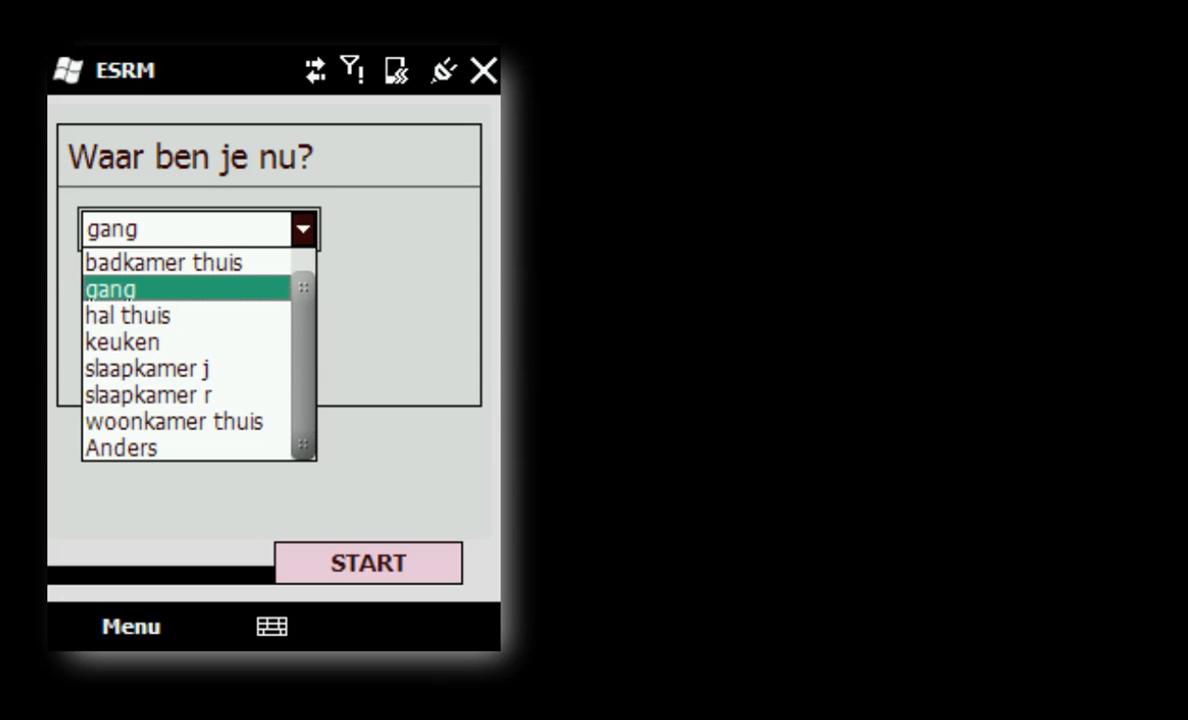 ESRM
Waar ben je nu?
gang
badkamer thuis
gang
hal thuis
keuken
slaapkamer j
slaapkamer r
woonkamer thuis
Anders
START
Menu